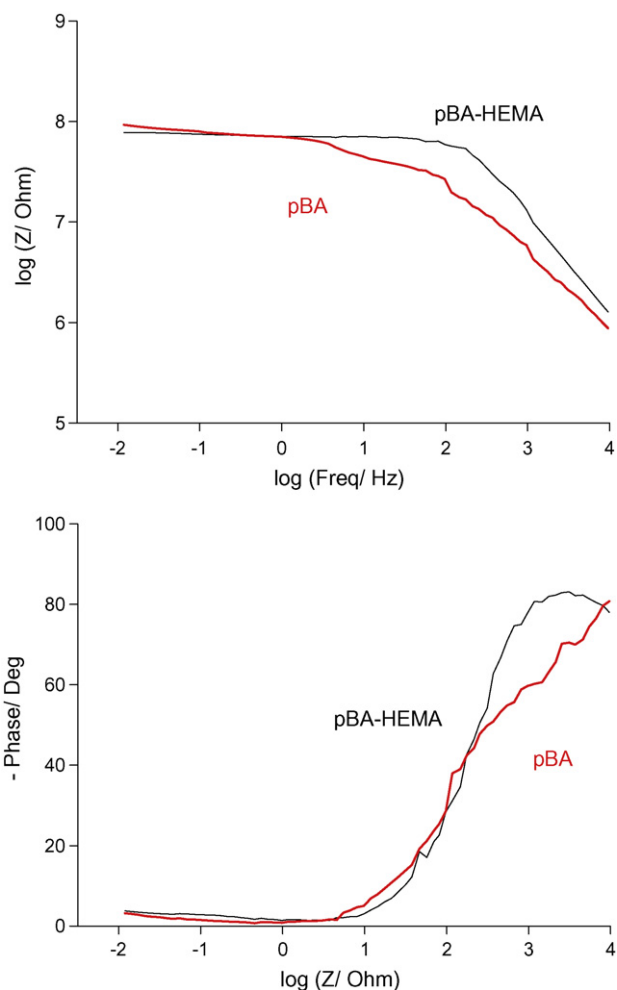 9
8
7
6
5
log (Z/ Ohm)
pBA-HEMA
pBA
-2 -1 0 1 2 3 4
log (Freq/ Hz)
100
80
60
40
20
0
- Phase/ Deg
pBA-HEMA
pBA
-2 -1 0 1 2 3 4
log (Z/ Ohm)